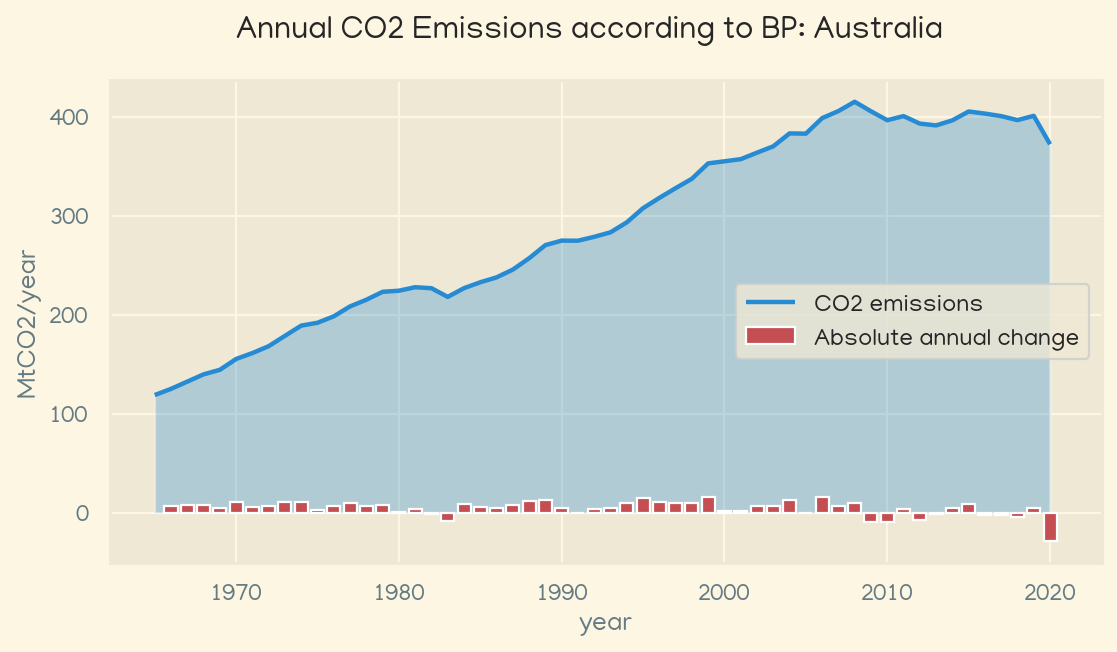 Annual CO2 Emissions according to BP: Australia
MtCO2/year
400
300
200
100
0
CO2 emissions
Absolute annual change
1970
1980
1990
2000
2010
2020
year